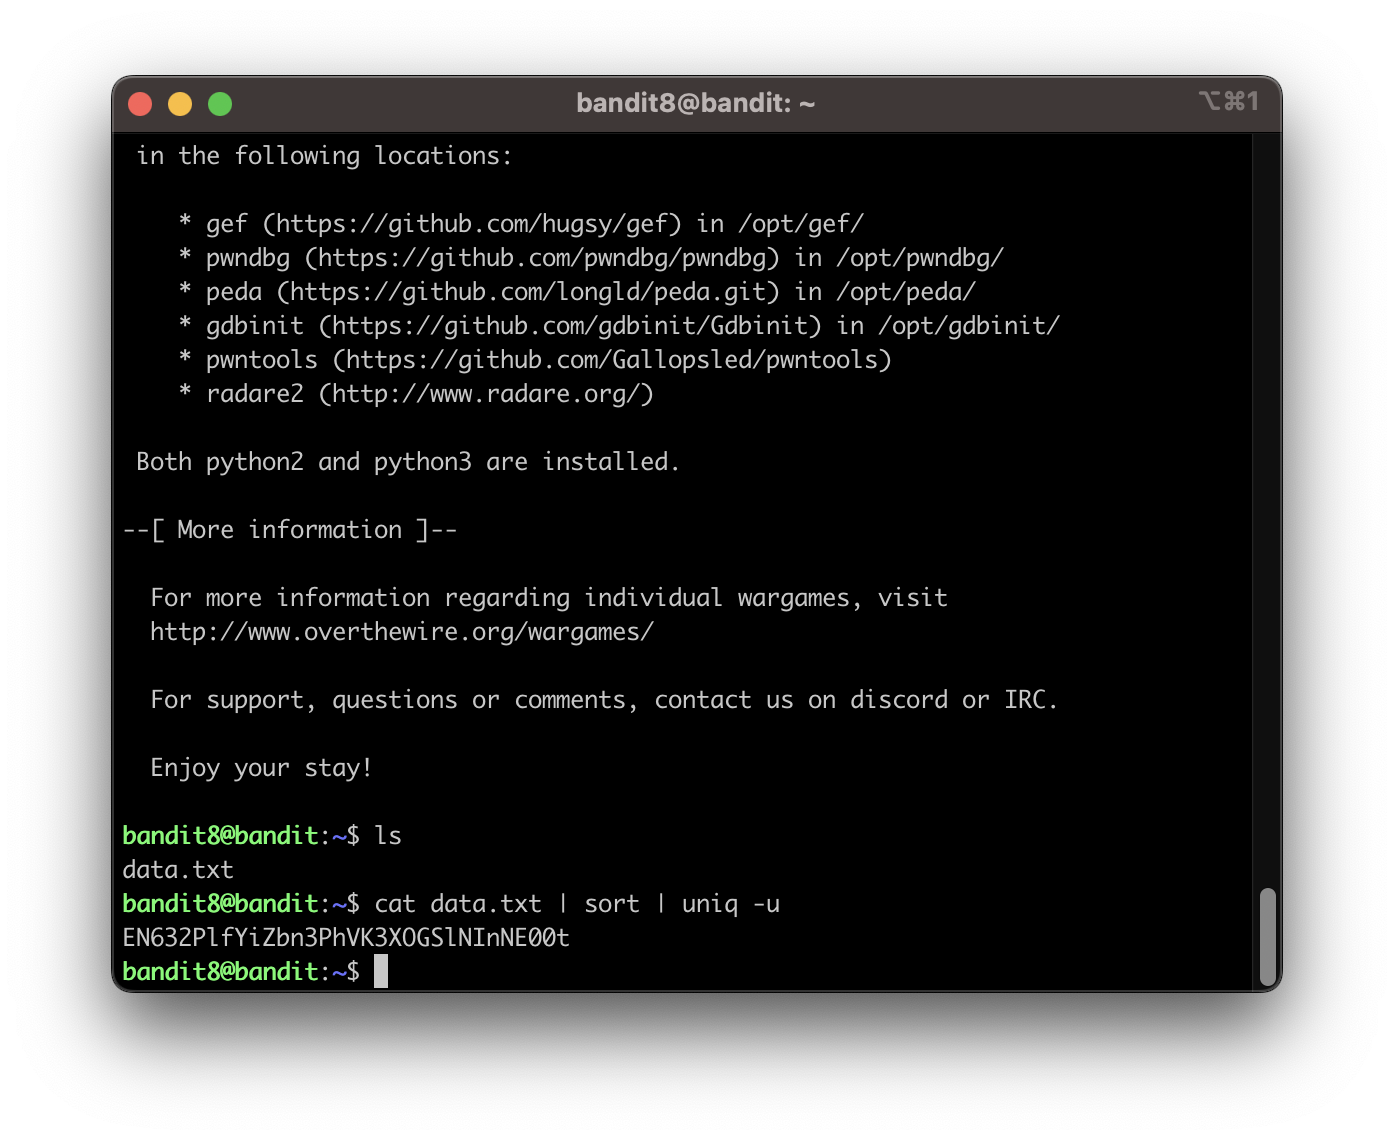 bandit8@bandit: ~
⌥⌘1
in the following locations:
* gef (https://github.com/hugsy/gef) in /opt/gef/
* pwndbg (https://github.com/pwndbg/pwndbg) in /opt/pwndbg/
* peda (https://github.com/longld/peda.git) in /opt/peda/
* gdbinit (https://github.com/gdbinit/Gdbinit) in /opt/gdbinit/
* pwntools (https://github.com/Gallopsled/pwntools)
* radare2 (http://www.radare.org/)
Both python2 and python3 are installed.
--[ More information ]--
For more information regarding individual wargames, visit
http://www.overthewire.org/wargames/
For support, questions or comments, contact us on discord or IRC.
Enjoy your stay!
bandit8@bandit:~$ ls
data.txt
bandit8@bandit:~$ cat data.txt | sort | uniq -u
EN632PlfYiZbn3PhVK3XOGSlNInNE00t
bandit8@bandit:~$